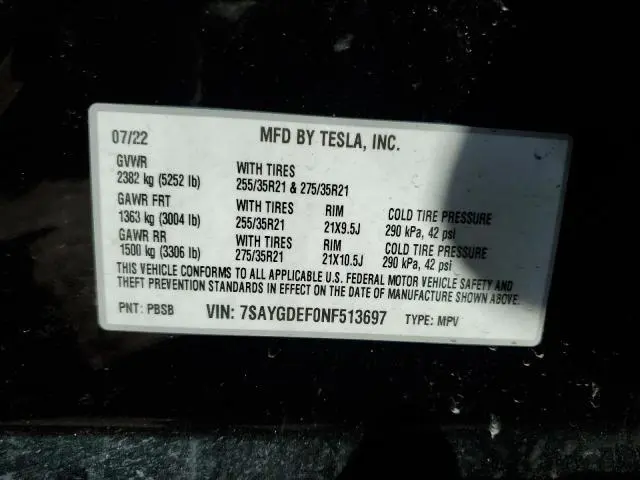 07/22 MFD BY TESLA, INC.
GVWR WITH TIRES
2382 kg (5252 lb) 255/35R21 & 275/35R21
GAWR FRT WITH TIRES RIM COLD TIRE PRESSURE
1363 kg (3004 lb) 255/35R21 21X9.5J 290 kPa, 42 psi
GAWR RR WITH TIRES RIM COLD TIRE PRESSURE
1500 kg (3306 lb) 275/35R21 21X10.5J 290 kPa, 42 psi
THIS VEHICLE CONFORMS TO ALL APPLICABLE U.S. FEDERAL MOTOR VEHICLE SAFETY AND
THEFT PREVENTION STANDARDS IN EFFECT ON THE DATE OF MANUFACTURE SHOWN ABOVE.
PNT: PBSB VIN: 7SAYGDEF0NF513697 TYPE: MPV